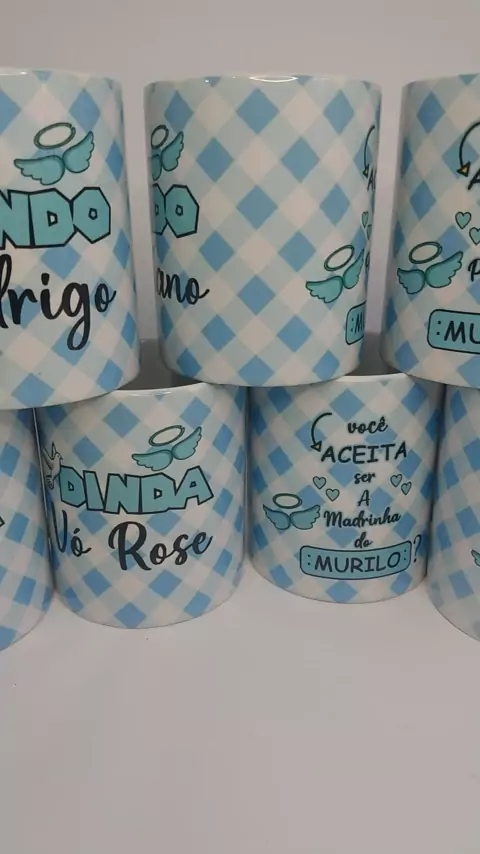 NDO
drigo
DO
ano
:MU
DINDA
Vó Rose
você
ACEITA
ser
A
Madrinha
do
:MURILO:?